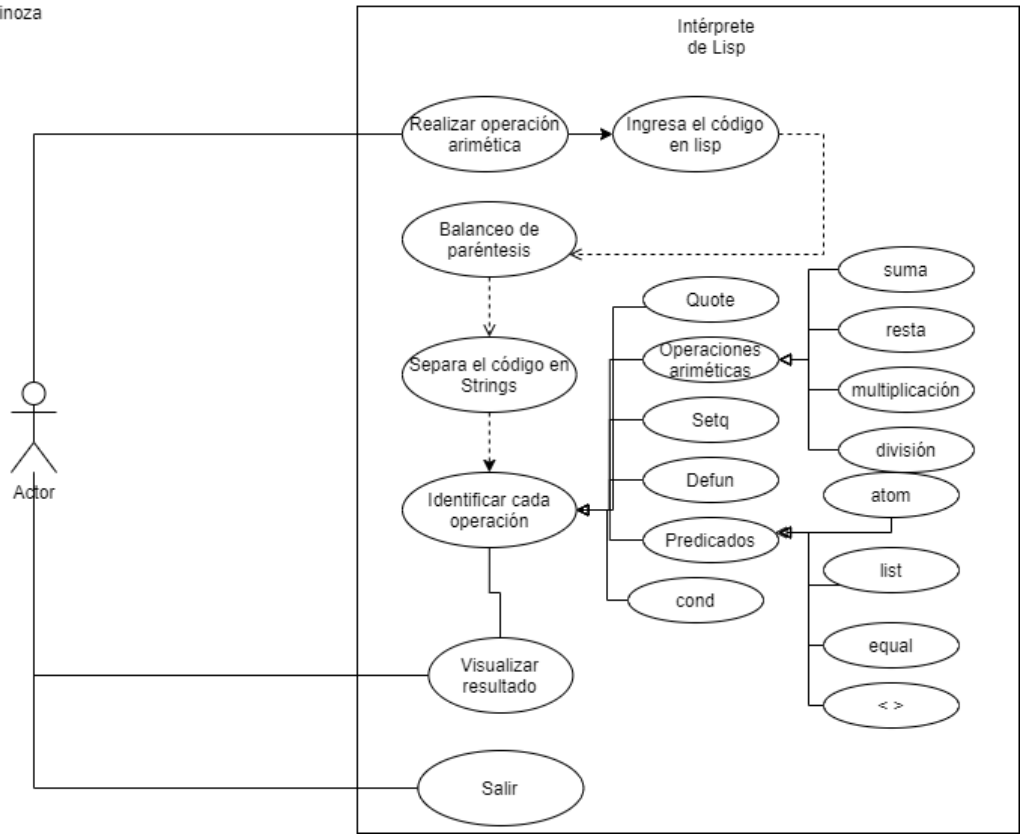 inoza
Intérprete
de Lisp
Realizar operación
arimética
Ingresa el código
en lisp
Balanceo de
paréntesis
Separa el código en
Strings
Identificar cada
operación
Visualizar
resultado
Salir
Actor
Quote
Operaciones
ariméticas
Setq
Defun
Predicados
cond
suma
resta
multiplicación
división
atom
list
equal
< >